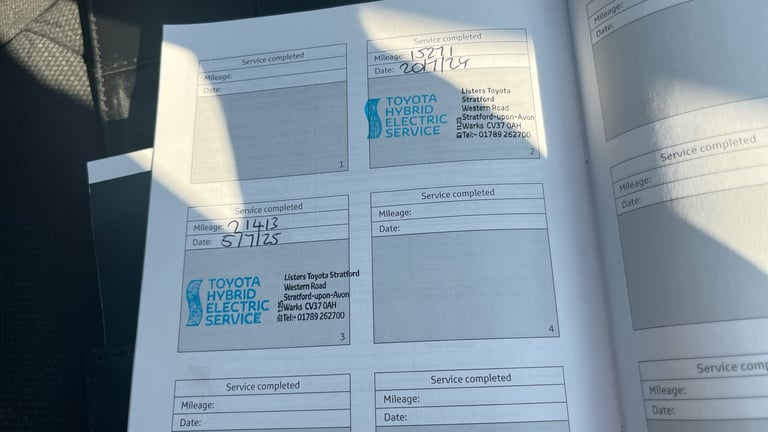 Service completed
Mileage:
Date:
1
Service completed
Mileage: 15271
Date: 20/7/24
TOYOTA
HYBRID
ELECTRIC
SERVICE
Listers Toyota
Stratford
Western Road
Stratford-upon-Avon
Warks CV37 0AH
Tel:- 01789 262700
2
Service completed
Mileage: 21413
Date: 5/7/25
TOYOTA
HYBRID
ELECTRIC
SERVICE
Listers Toyota Stratford
Western Road
Stratford-upon-Avon
Warks CV37 0AH
Tel:- 01789 262700
3
Service completed
Mileage:
Date:
4
Service completed
Mileage:
Date:
Service completed
Mileage:
Date:
Mileage:
Date:
Service completed
Mileage:
Date:
Service comp
Mileage:
Date: